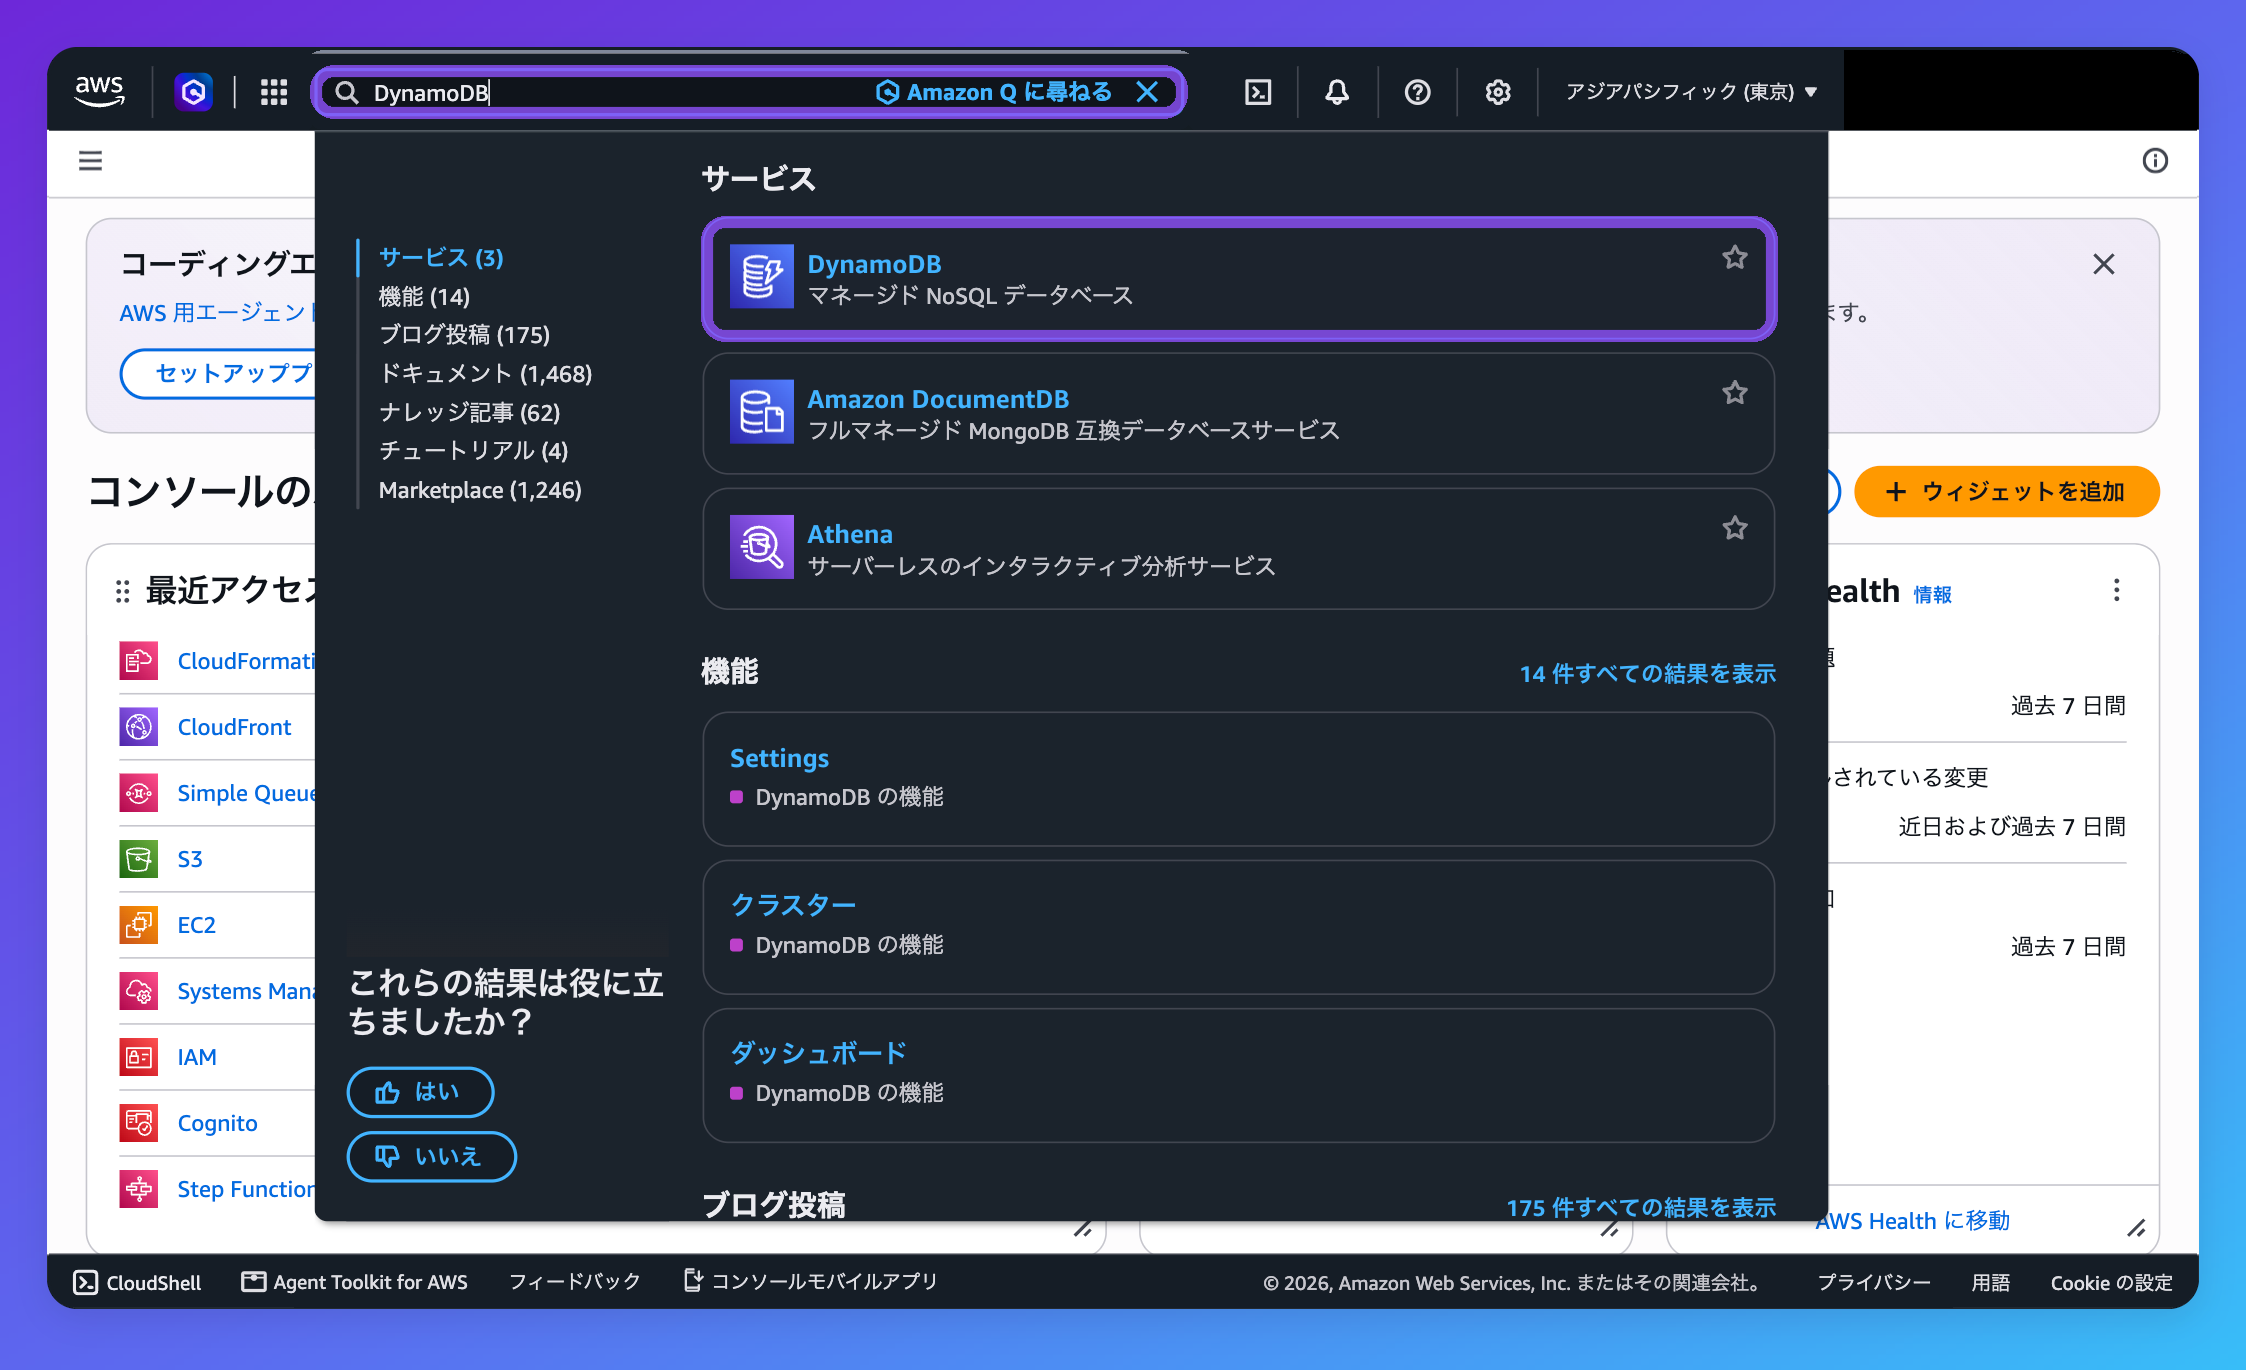 aws
DynamoDB
Amazon Q に尋ねる
アジアパシフィック (東京)
コーディングエ
AWS 用エージェント
セットアッププ
ます。
コンソールの
ウィジェットを追加
最近アクセス
CloudFormati
CloudFront
Simple Queue
S3
EC2
Systems Mana
IAM
Cognito
Step Function
サービス (3)
機能 (14)
ブログ投稿 (175)
ドキュメント (1,468)
ナレッジ記事 (62)
チュートリアル (4)
Marketplace (1,246)
これらの結果は役に立
ちましたか？
はい
いいえ
サービス
DynamoDB
マネージド NoSQL データベース
Amazon DocumentDB
フルマネージド MongoDB 互換データベースサービス
Athena
サーバーレスのインタラクティブ分析サービス
機能
14 件すべての結果を表示
Settings
DynamoDB の機能
クラスター
DynamoDB の機能
ダッシュボード
DynamoDB の機能
ブログ投稿
175 件すべての結果を表示
ealth 情報
過去 7 日間
されている変更
近日および過去 7 日間
過去 7 日間
AWS Health に移動
CloudShell
Agent Toolkit for AWS
フィードバック
コンソールモバイルアプリ
© 2026, Amazon Web Services, Inc. またはその関連会社。
プライバシー
用語
Cookie の設定